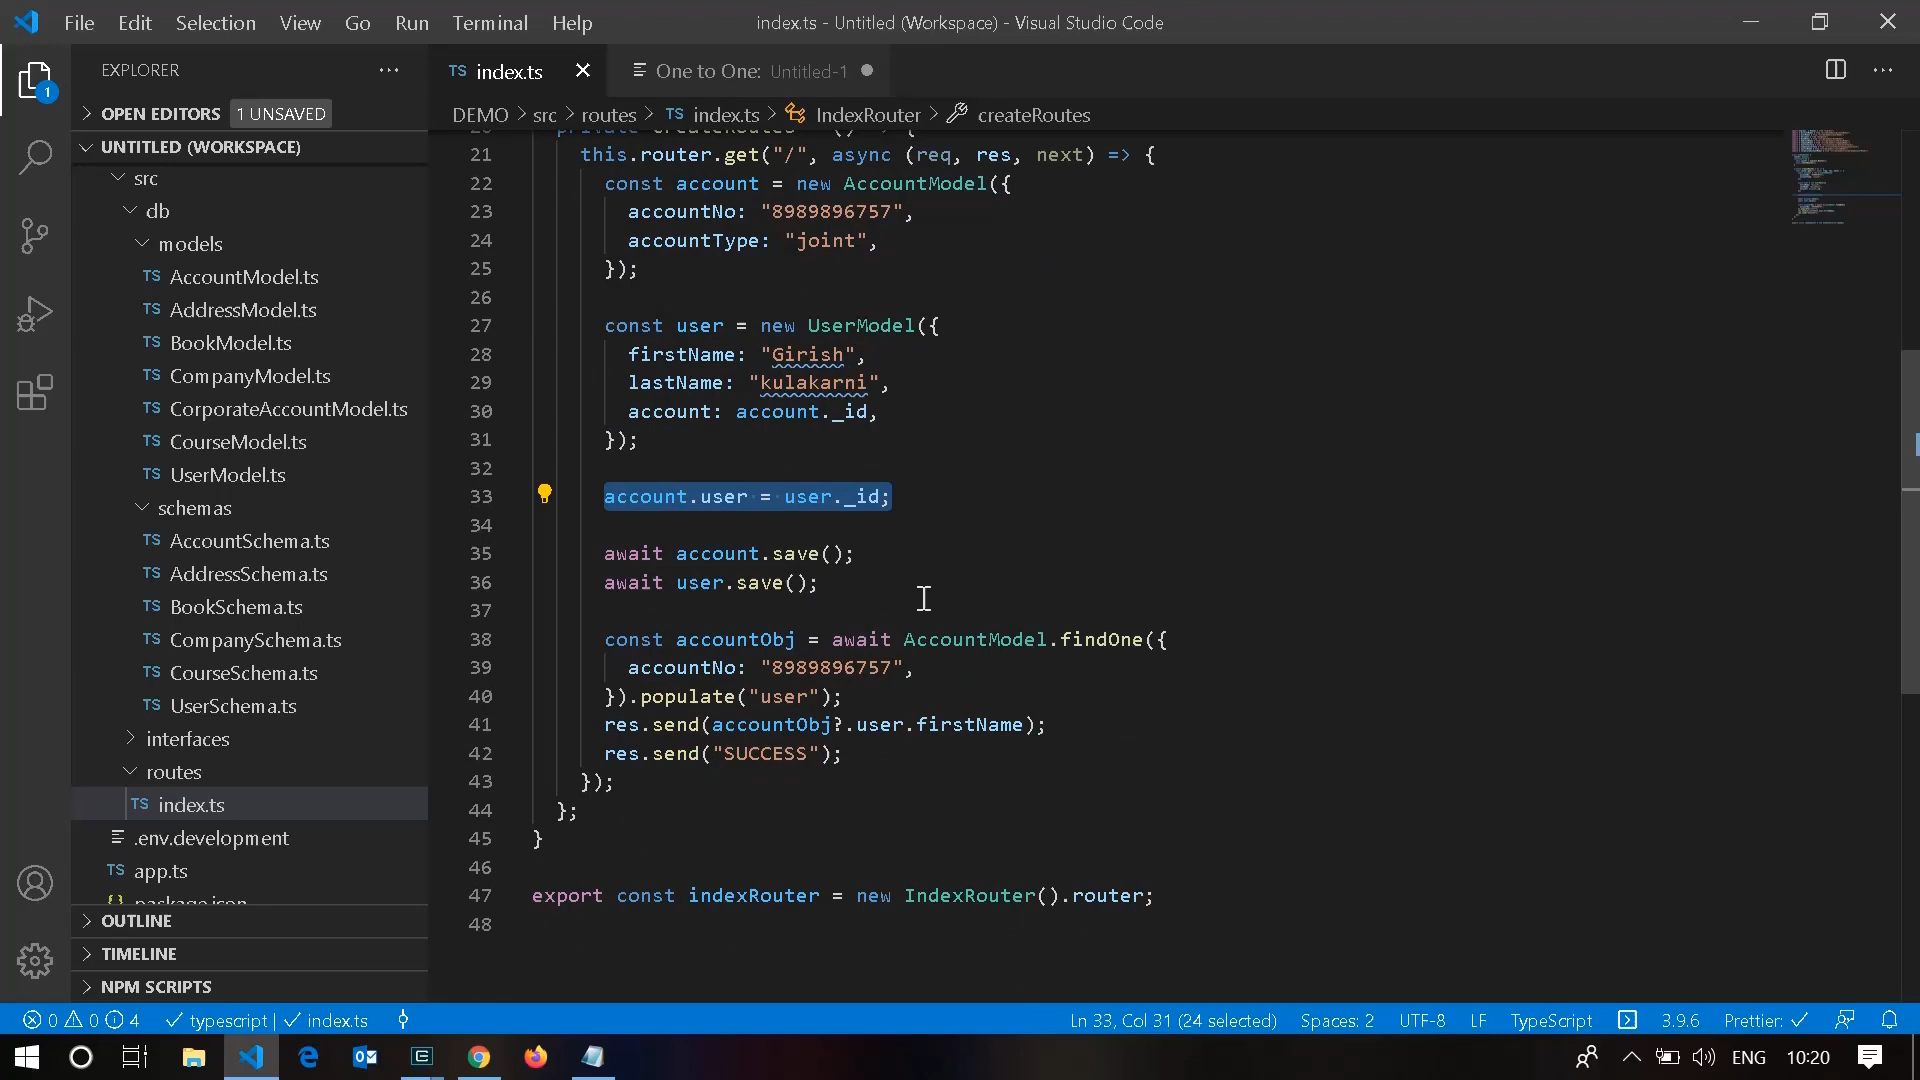 File Edit Selection View Go Run Terminal Help
index.ts - Untitled (Workspace) - Visual Studio Code
EXPLORER
OPEN EDITORS 1 UNSAVED
UNTITLED (WORKSPACE)
src
db
models
TS AccountModel.ts
TS AddressModel.ts
TS BookModel.ts
TS CompanyModel.ts
TS CorporateAccountModel.ts
TS CourseModel.ts
TS UserModel.ts
schemas
TS AccountSchema.ts
TS AddressSchema.ts
TS BookSchema.ts
TS CompanySchema.ts
TS CourseSchema.ts
TS UserSchema.ts
interfaces
routes
TS index.ts
.env.development
TS app.ts
{} package.json
OUTLINE
TIMELINE
NPM SCRIPTS
1
TS index.ts
One to One: Untitled-1
DEMO > src > routes > TS index.ts > IndexRouter > createRoutes
20 private createRoutes = () => {
21 this.router.get("/", async (req, res, next) => {
22 const account = new AccountModel({
23 accountNo: "8989896757",
24 accountType: "joint",
25 });
26
27 const user = new UserModel({
28 firstName: "Girish",
29 lastName: "kulakarni",
30 account: account._id,
31 });
32
33 account.user = user._id;
34
35 await account.save();
36 await user.save();
37
38 const accountObj = await AccountModel.findOne({
39 accountNo: "8989896757",
40 }).populate("user");
41 res.send(accountObj?.user.firstName);
42 res.send("SUCCESS");
43 });
44 };
45 }
46
47 export const indexRouter = new IndexRouter().router;
48
0 0 4 typescript | index.ts
Ln 33, Col 31 (24 selected) Spaces: 2 UTF-8 LF TypeScript 3.9.6 Prettier: ✓
ENG 10:20